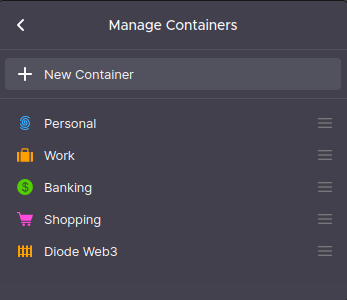 Manage Containers
New Container
Personal
Work
Banking
Shopping
Diode Web3